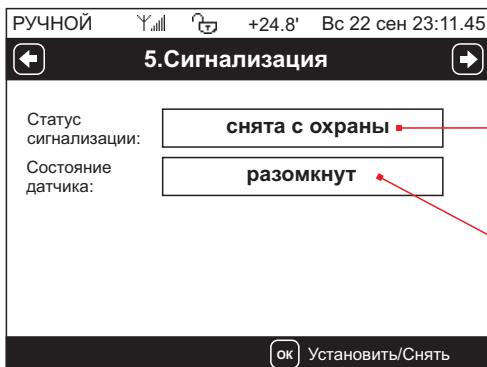 РУЧНОЙ +24.8' Вс 22 сен 23:11.45
5.Сигнализация
Статус сигнализации: снята с охраны
Состояние датчика: разомкнут
ок Установить/Снять